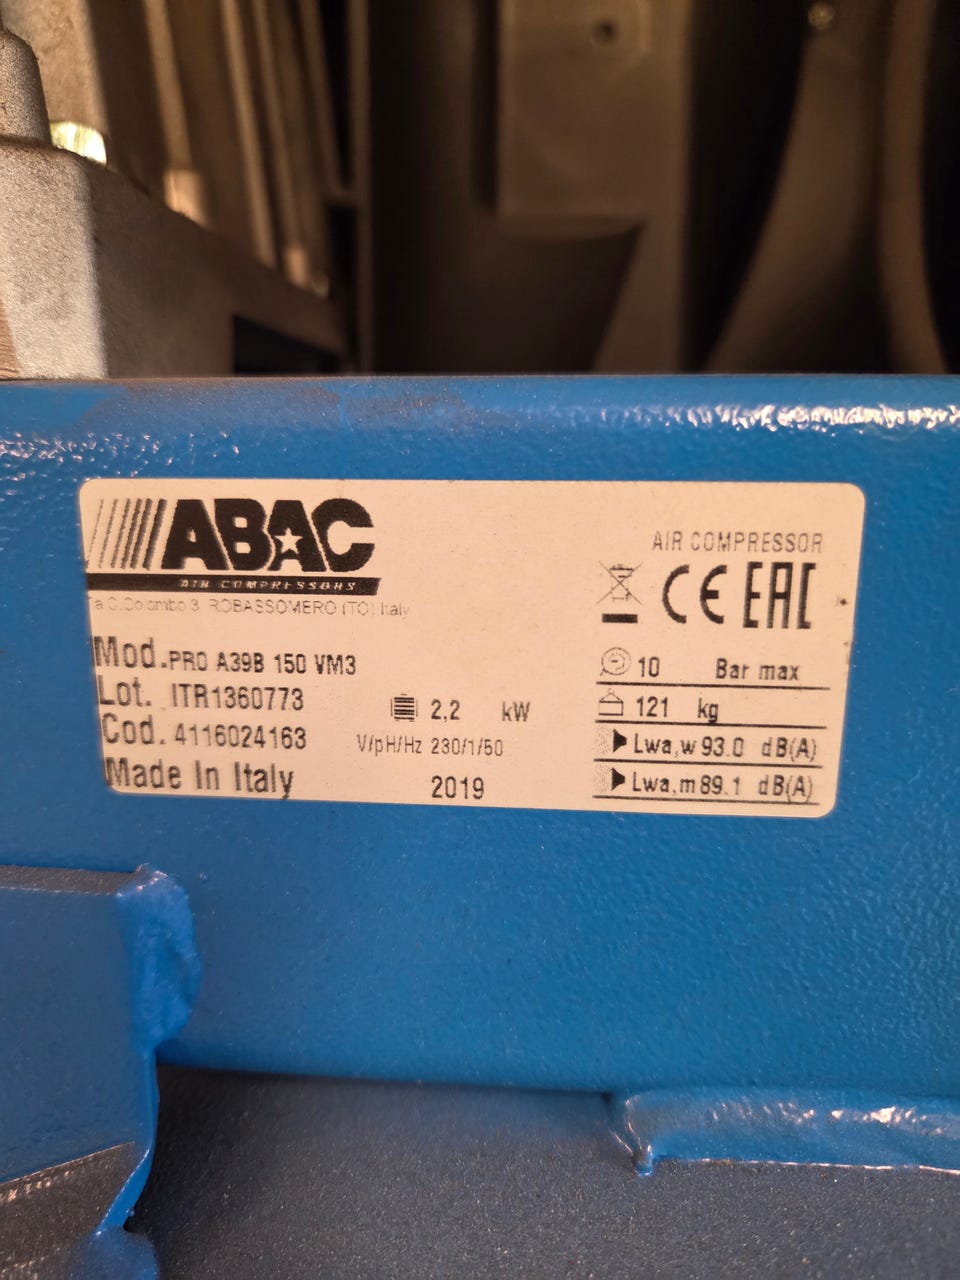 ABAC
AIR COMPRESSORS
ROBASSOMERO (TO) Italy
AIR COMPRESSOR
CE EAC
Mod. PRO A39B 150 VM3
Lot. ITR1360773
Cod. 4116024163
Made In Italy
2,2 kW
V/pH/Hz 230/1/50
2019
10 Bar max
121 kg
Lwa,w 93.0 dB(A)
Lwa,m 89.1 dB(A)